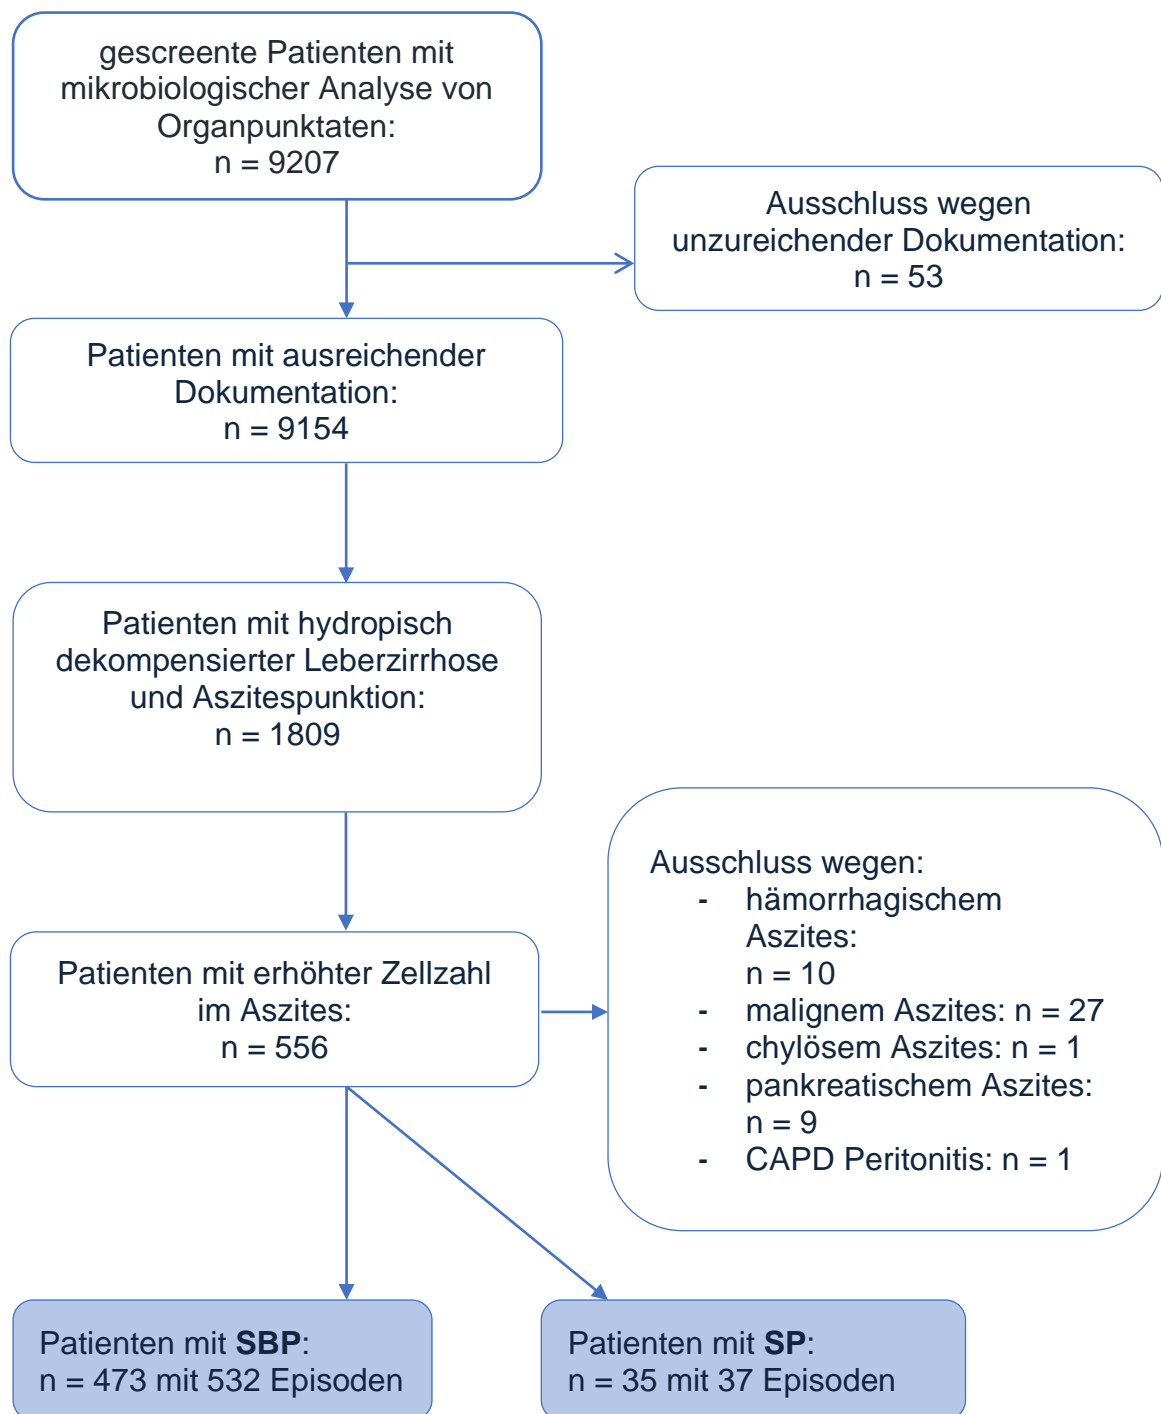 gescreente Patienten mit
mikrobiologischer Analyse von
Organpunktaten:
n = 9207
Ausschluss wegen
unzureichender Dokumentation:
n = 53
Patienten mit ausreichender
Dokumentation:
n = 9154
Patienten mit hydropisch
dekompensierter Leberzirrhose
und Aszitespunktion:
n = 1809
Ausschluss wegen:
- hämorrhagischem
Aszites:
n = 10
- malignem Aszites: n = 27
- chylösem Aszites: n = 1
- pankreatischem Aszites:
n = 9
- CAPD Peritonitis: n = 1
Patienten mit erhöhter Zellzahl
im Aszites:
n = 556
Patienten mit SBP:
n = 473 mit 532 Episoden
Patienten mit SP:
n = 35 mit 37 Episoden